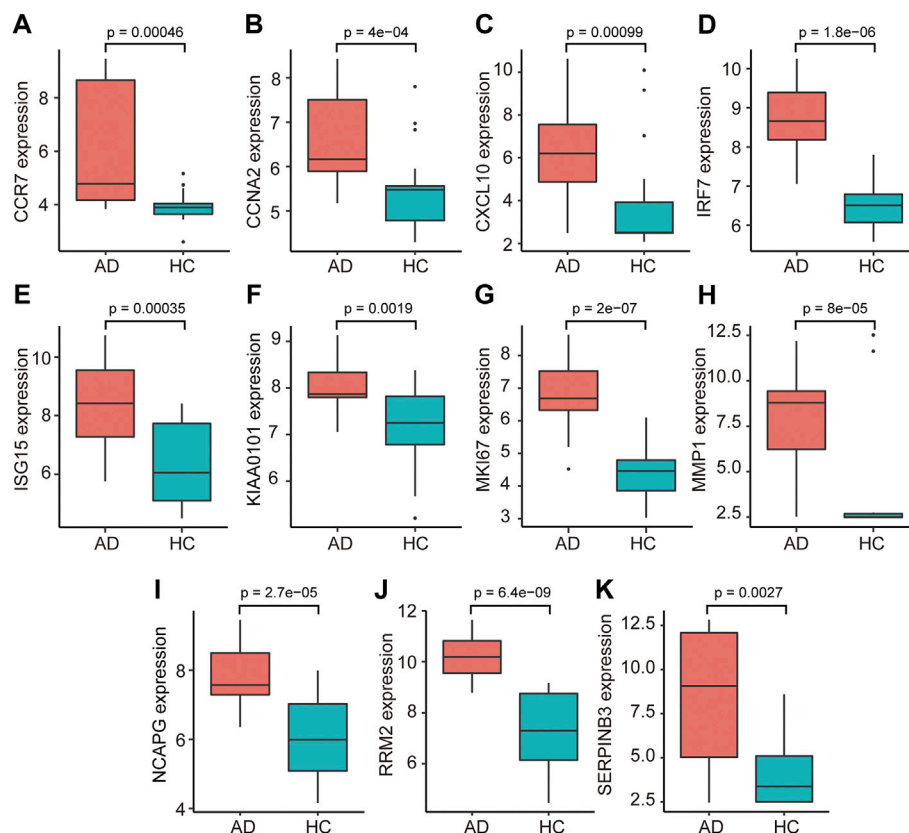 A
p = 0.00046
CCR7 expression
8
6
4
AD
HC
B
p = 4e−04
CCNA2 expression
8
7
6
5
AD
HC
C
p = 0.00099
CXCL10 expression
10
8
6
4
2
AD
HC
D
p = 1.8e−06
IRF7 expression
10
9
8
7
6
AD
HC
E
p = 0.00035
ISG15 expression
10
8
6
AD
HC
F
p = 0.0019
KIAA0101 expression
9
8
7
6
AD
HC
G
p = 2e−07
MKI67 expression
8
7
6
5
4
3
AD
HC
H
p = 8e−05
MMP1 expression
12.5
10.0
7.5
5.0
2.5
AD
HC
I
p = 2.7e−05
NCAPG expression
8
6
4
AD
HC
J
p = 6.4e−09
RRM2 expression
12
10
8
6
AD
HC
K
p = 0.0027
SERPINB3 expression
12.5
10.0
7.5
5.0
2.5
AD
HC